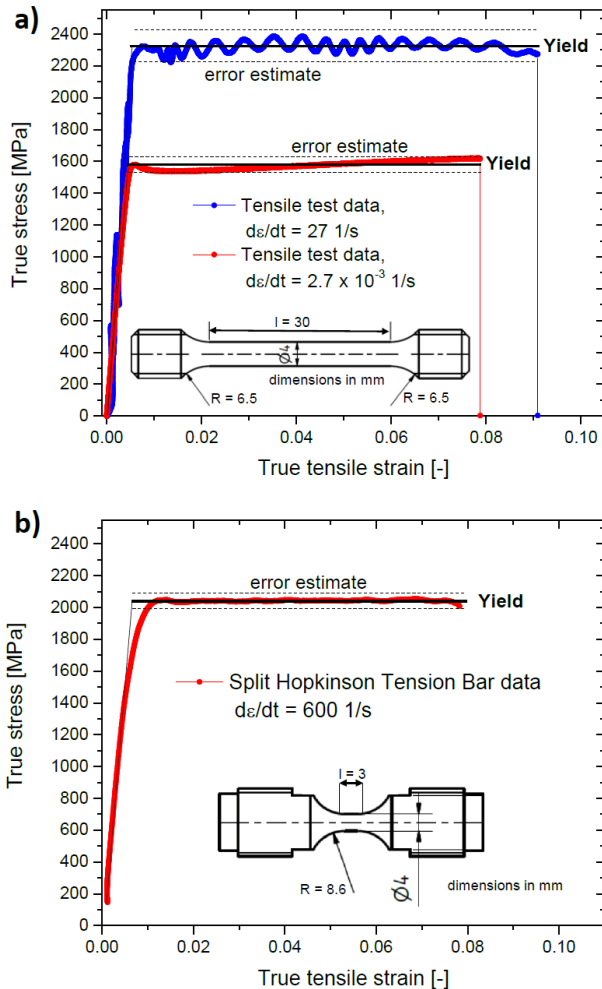 a)
2400
2200
2000
1800
1600
1400
1200
1000
800
600
400
200
0
True stress [MPa]
Yield
error estimate
error estimate
Yield
Tensile test data,
dε/dt = 27 1/s
Tensile test data,
dε/dt = 2.7 x 10⁻³ 1/s
l = 30
Ø4
dimensions in mm
R = 6.5
R = 6.5
0.00 0.02 0.04 0.06 0.08 0.10
True tensile strain [-]
b)
2400
2200
2000
1800
1600
1400
1200
1000
800
600
400
200
0
True stress [MPa]
error estimate
Yield
Split Hopkinson Tension Bar data
dε/dt = 600 1/s
l = 3
Ø4
R = 8.6
dimensions in mm
0.00 0.02 0.04 0.06 0.08 0.10
True tensile strain [-]